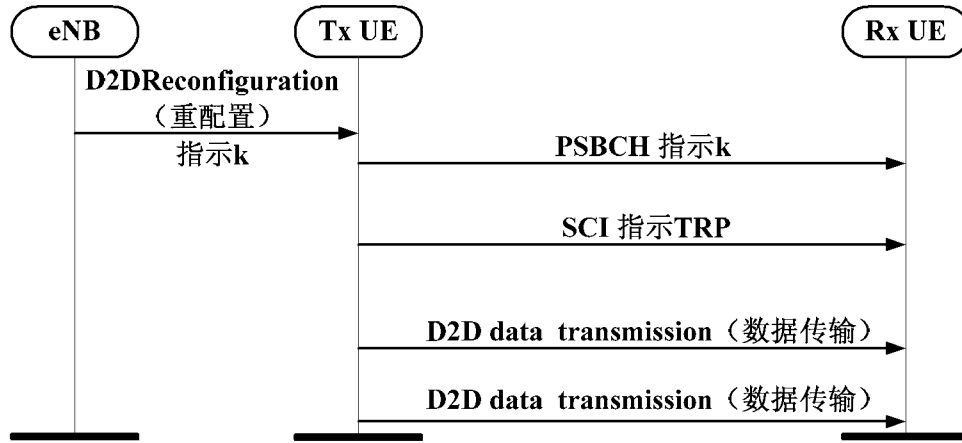 eNB
Tx UE
Rx UE
D2DReconfiguration
（重配置）
指示k
PSBCH 指示k
SCI 指示TRP
D2D data transmission（数据传输）
D2D data transmission（数据传输）